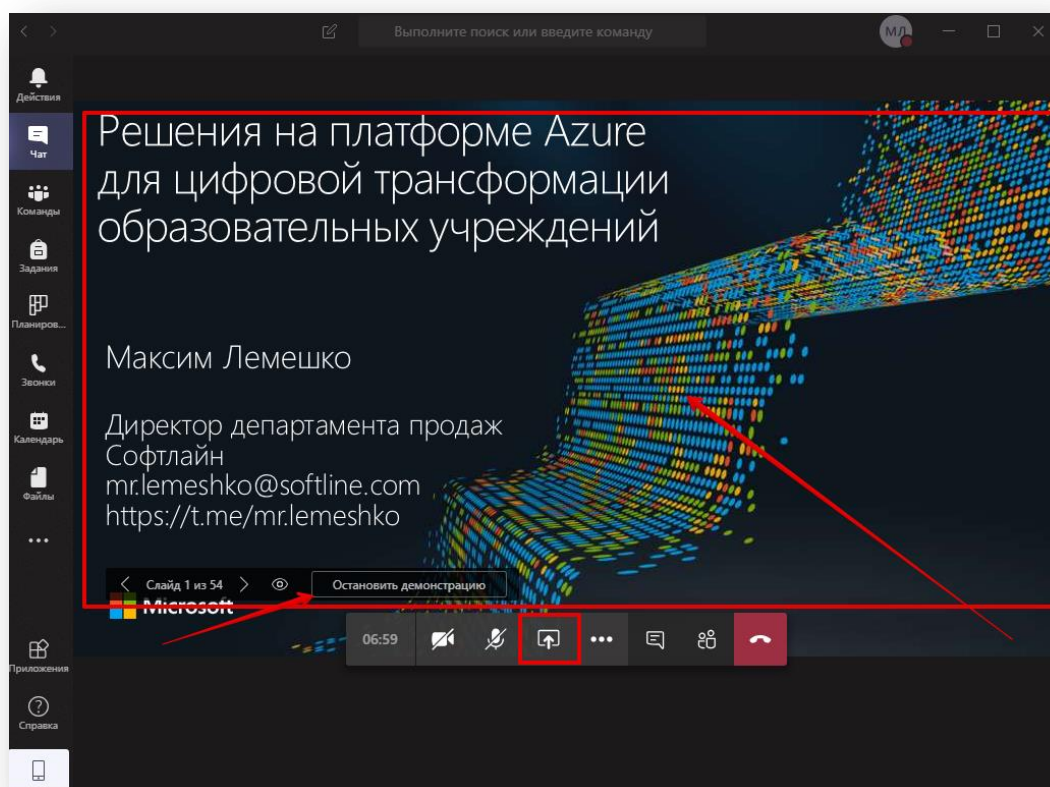 Выполните поиск или введите команду
МЛ
Действия
Чат
Команды
Задания
Планиров...
Звонки
Календарь
Файлы
Приложения
Справка
Решения на платформе Azure
для цифровой трансформации
образовательных учреждений
Максим Лемешко
Директор департамента продаж
Софтлайн
mr.lemeshko@softline.com
https://t.me/mr.lemeshko
Слайд 1 из 54
Остановить демонстрацию
Microsoft
06:59